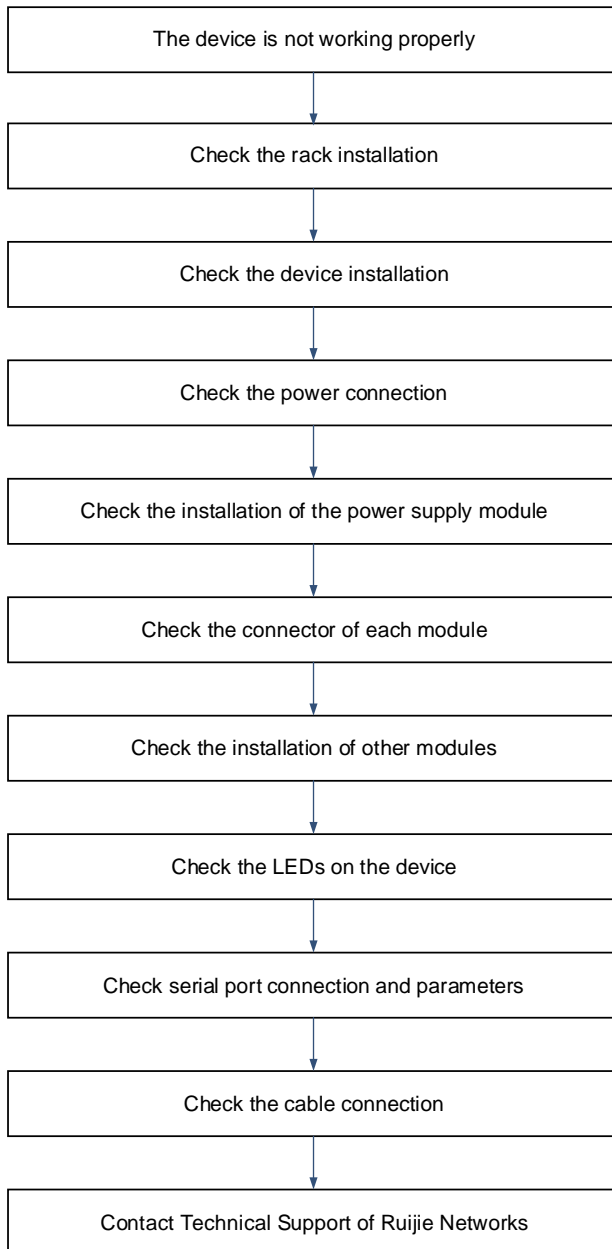 The device is not working properly
Check the rack installation
Check the device installation
Check the power connection
Check the installation of the power supply module
Check the connector of each module
Check the installation of other modules
Check the LEDs on the device
Check serial port connection and parameters
Check the cable connection
Contact Technical Support of Ruijie Networks